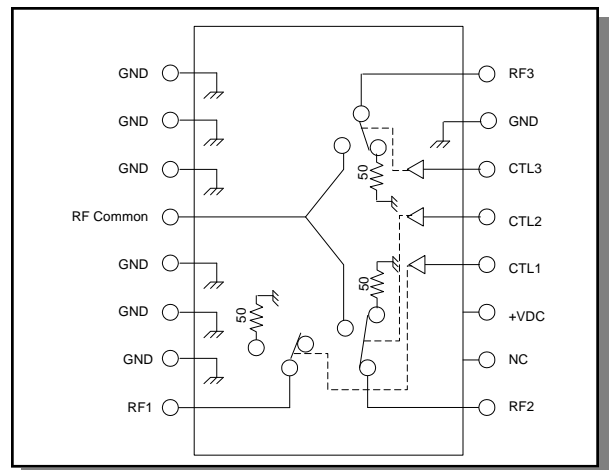 GND
GND
GND
RF Common
GND
GND
GND
RF1
RF3
GND
CTL3
CTL2
CTL1
+VDC
NC
RF2
50
50
50